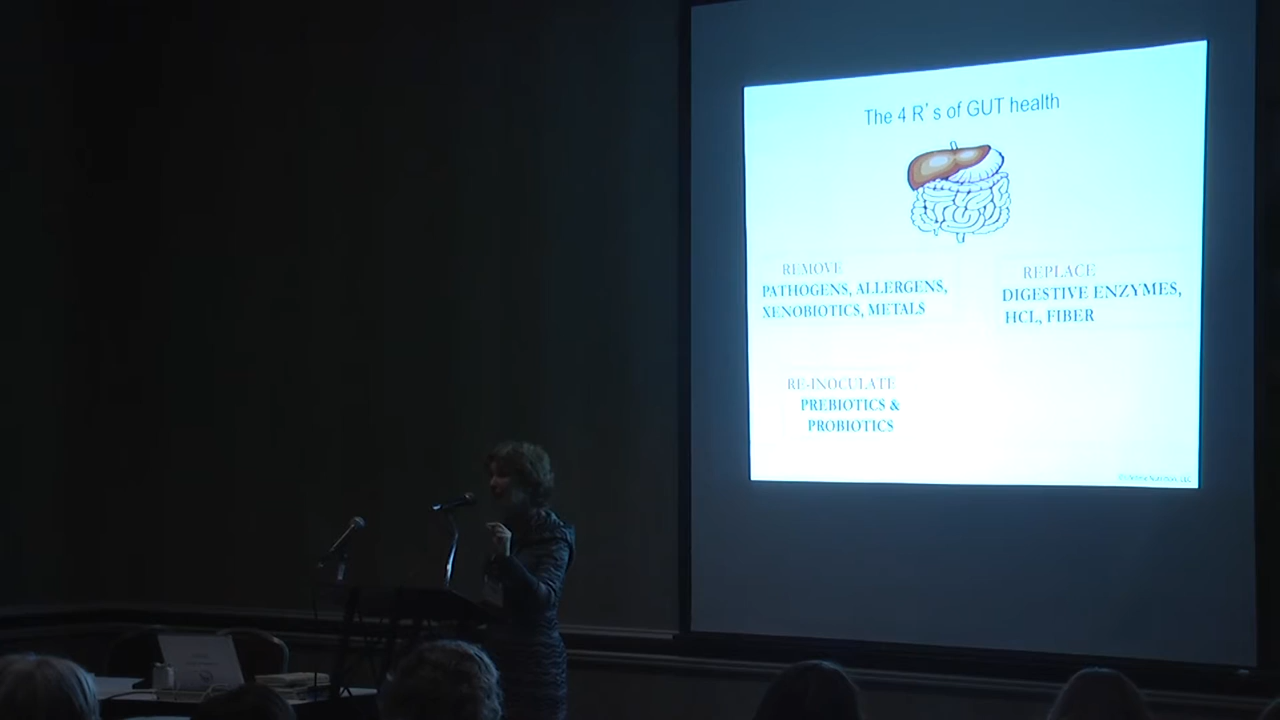 The 4 R's of GUT health
REMOVE
PATHOGENS, ALLERGENS,
XENOBIOTICS, METALS
REPLACE
DIGESTIVE ENZYMES,
HCL, FIBER
RE-INOCULATE
PREBIOTICS &
PROBIOTICS